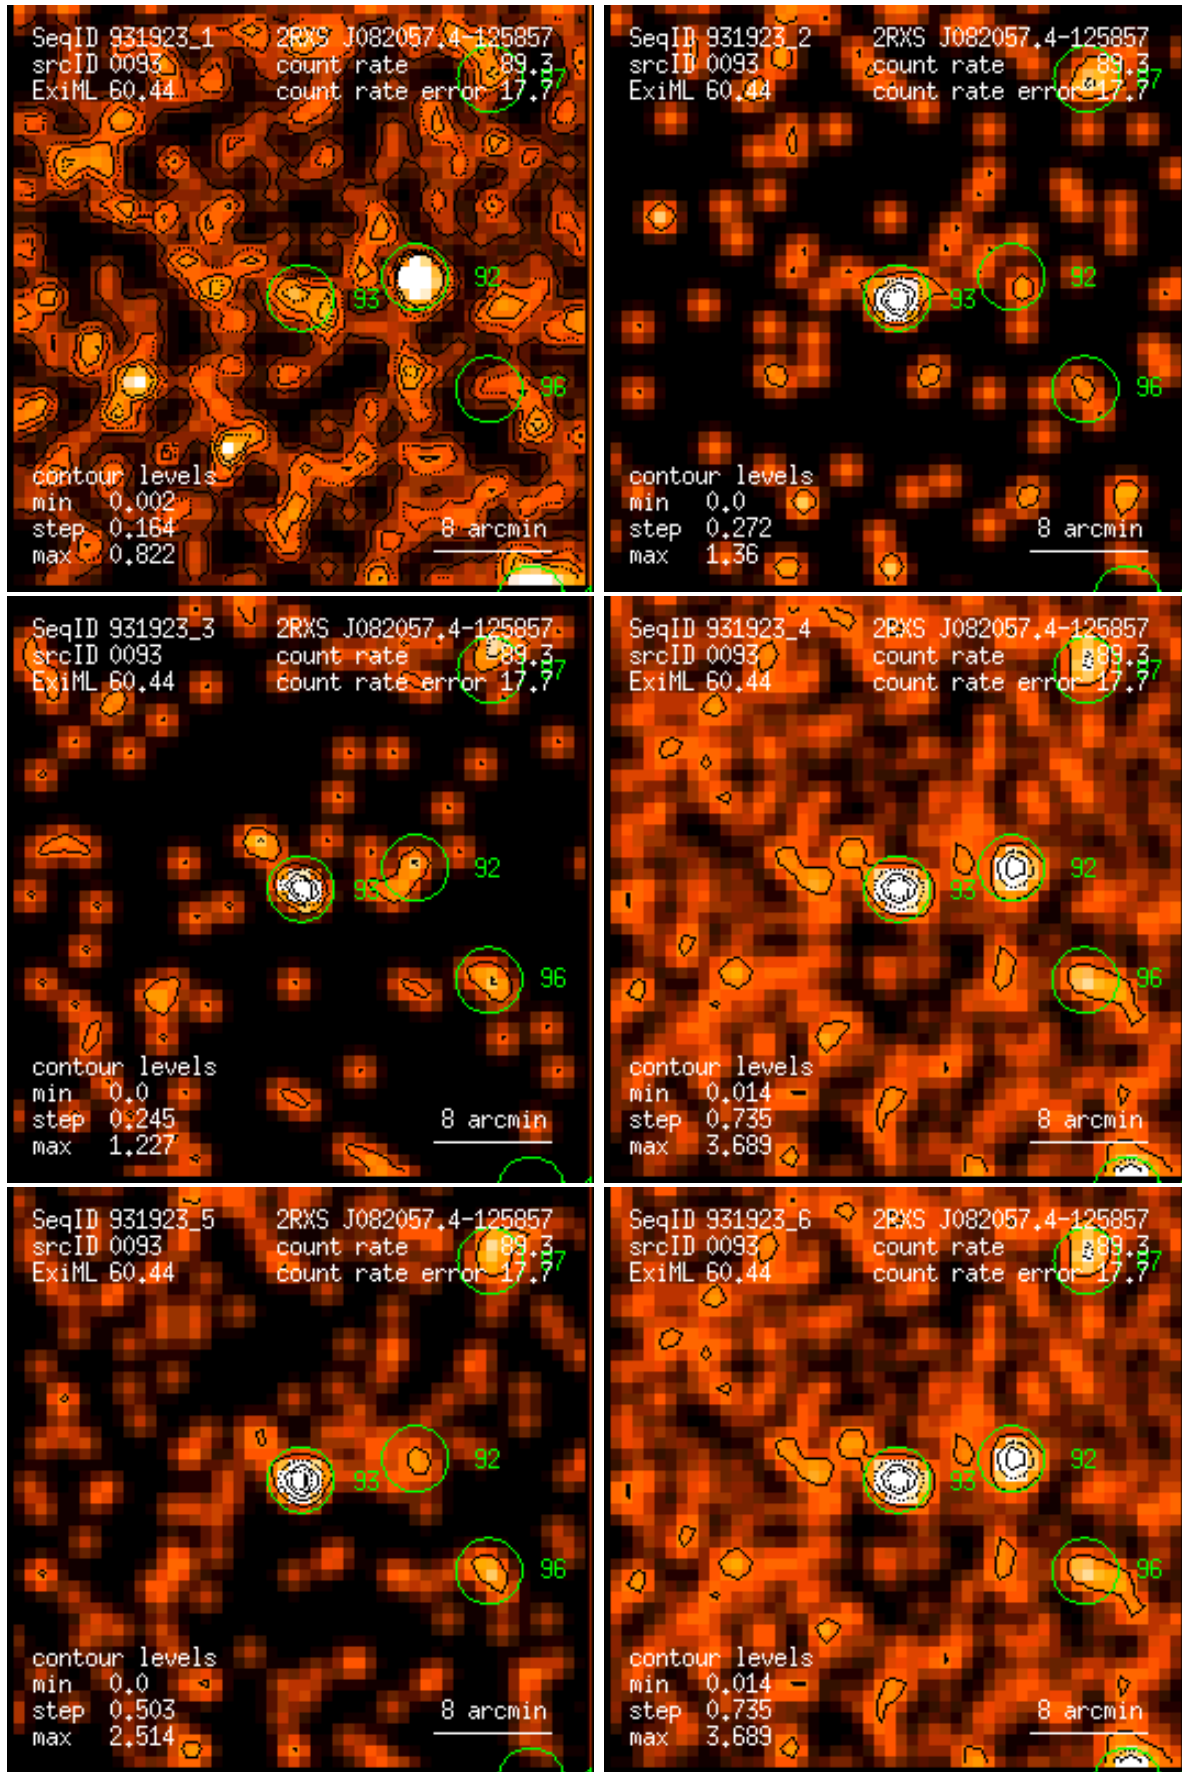 SeqID 931923_1 2RXS J082057.4-125857
srcID 0093 count rate 89.3
ExiML 60.44 count rate error 17.7
97
92
93
96
contour levels
min 0.002
step 0.164
max 0.822
8 arcmin
SeqID 931923_2 2RXS J082057.4-125857
srcID 0093 count rate 89.3
ExiML 60.44 count rate error 17.7
97
92
93
96
contour levels
min 0.0
step 0.272
max 1.36
8 arcmin
SeqID 931923_3 2RXS J082057.4-125857
srcID 0093 count rate 89.3
ExiML 60.44 count rate error 17.7
97
92
93
96
contour levels
min 0.0
step 0.245
max 1.227
8 arcmin
SeqID 931923_4 2RXS J082057.4-125857
srcID 0093 count rate 89.3
ExiML 60.44 count rate error 17.7
97
92
93
96
contour levels
min 0.014
step 0.735
max 3.689
8 arcmin
SeqID 931923_5 2RXS J082057.4-125857
srcID 0093 count rate 89.3
ExiML 60.44 count rate error 17.7
97
92
93
96
contour levels
min 0.0
step 0.503
max 2.514
8 arcmin
SeqID 931923_6 2RXS J082057.4-125857
srcID 0093 count rate 89.3
ExiML 60.44 count rate error 17.7
97
92
93
96
contour levels
min 0.014
step 0.735
max 3.689
8 arcmin